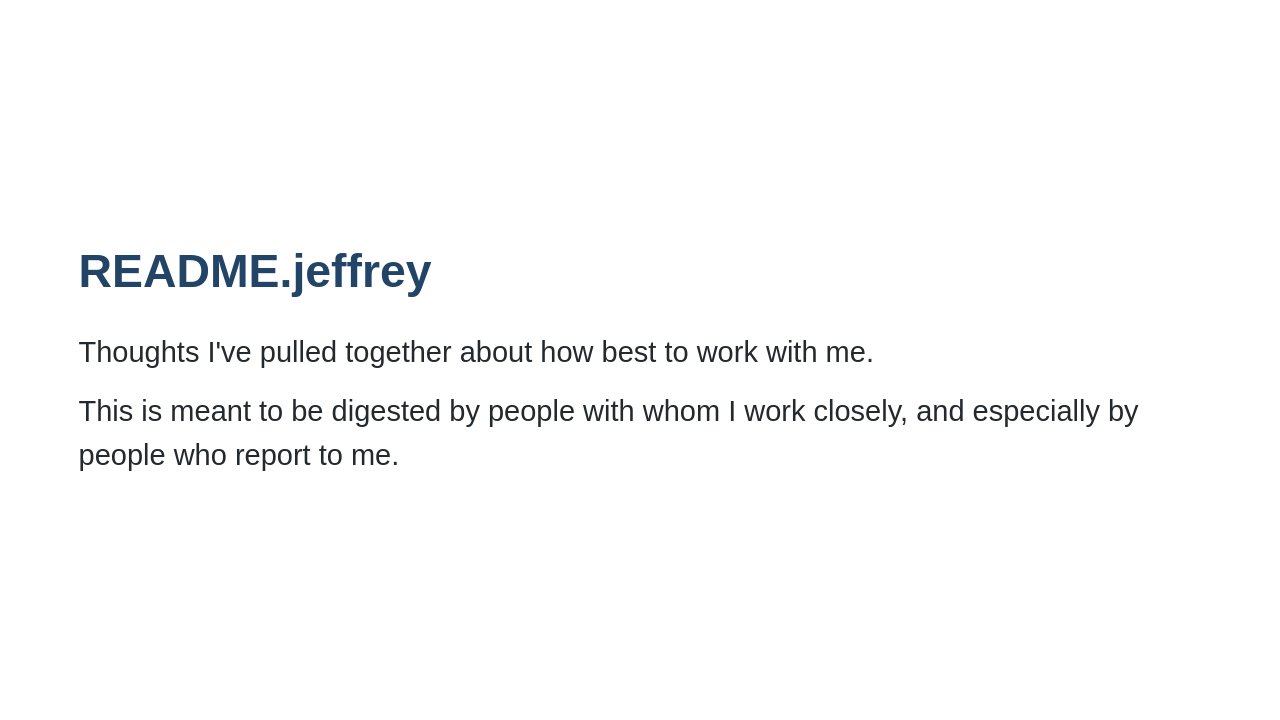 README.jeffrey
Thoughts I've pulled together about how best to work with me.
This is meant to be digested by people with whom I work closely, and especially by
people who report to me.